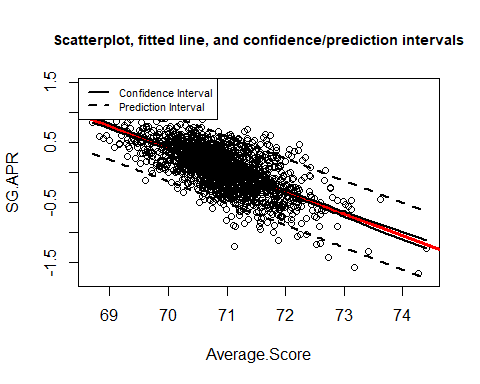 Scatterplot, fitted line, and confidence/prediction intervals
Confidence Interval
Prediction Interval
SG.APR
1.5
0.5
-0.5
-1.5
69 70 71 72 73 74
Average.Score